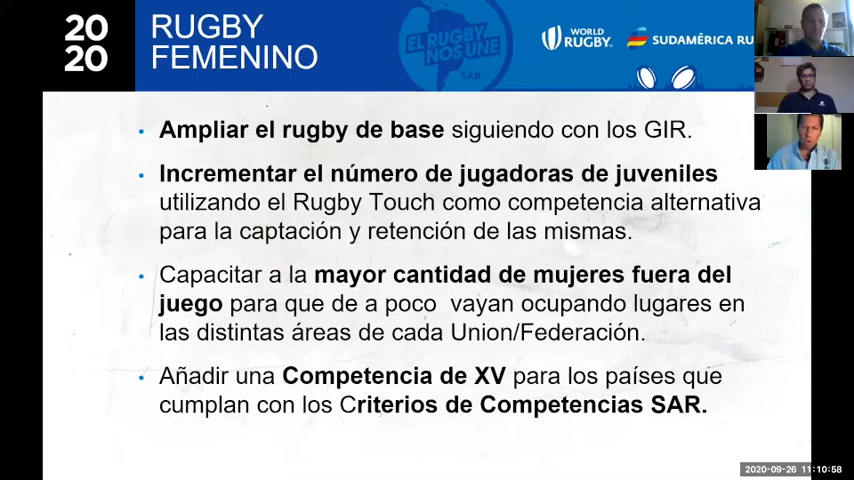 20
20
RUGBY
FEMENINO
EL RUGBY
NOS UNE
SAR
WORLD
RUGBY
SUDAMÉRICA RU
• Ampliar el rugby de base siguiendo con los GIR.
• Incrementar el número de jugadoras de juveniles
utilizando el Rugby Touch como competencia alternativa
para la captación y retención de las mismas.
• Capacitar a la mayor cantidad de mujeres fuera del
juego para que de a poco vayan ocupando lugares en
las distintas áreas de cada Union/Federación.
• Añadir una Competencia de XV para los países que
cumplan con los Criterios de Competencias SAR.
2020-09-26 11:10:58